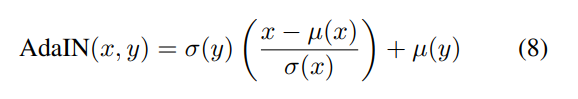 AdaIN(x, y) = σ(y) ( (x − μ(x)) / σ(x) ) + μ(y) (8)